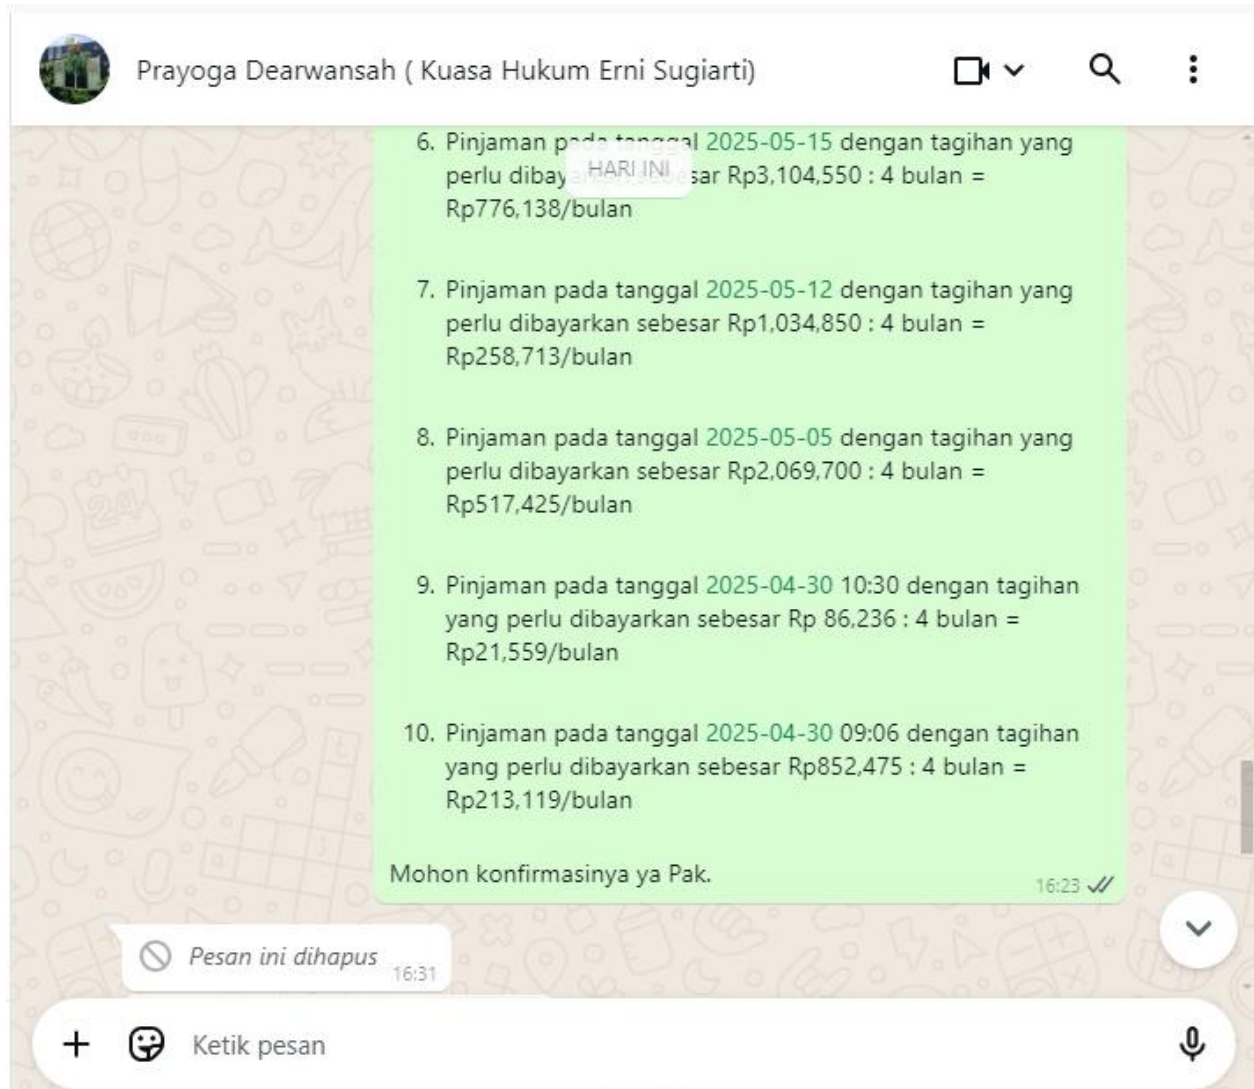 Prayoga Dearwansah ( Kuasa Hukum Erni Sugiarti)
HARI INI
6. Pinjaman pada tanggal 2025-05-15 dengan tagihan yang
perlu dibayarkan sebesar Rp3,104,550 : 4 bulan =
Rp776,138/bulan
7. Pinjaman pada tanggal 2025-05-12 dengan tagihan yang
perlu dibayarkan sebesar Rp1,034,850 : 4 bulan =
Rp258,713/bulan
8. Pinjaman pada tanggal 2025-05-05 dengan tagihan yang
perlu dibayarkan sebesar Rp2,069,700 : 4 bulan =
Rp517,425/bulan
9. Pinjaman pada tanggal 2025-04-30 10:30 dengan tagihan
yang perlu dibayarkan sebesar Rp 86,236 : 4 bulan =
Rp21,559/bulan
10. Pinjaman pada tanggal 2025-04-30 09:06 dengan tagihan
yang perlu dibayarkan sebesar Rp852,475 : 4 bulan =
Rp213,119/bulan
Mohon konfirmasinya ya Pak.
16:23
Pesan ini dihapus
16:31
Ketik pesan